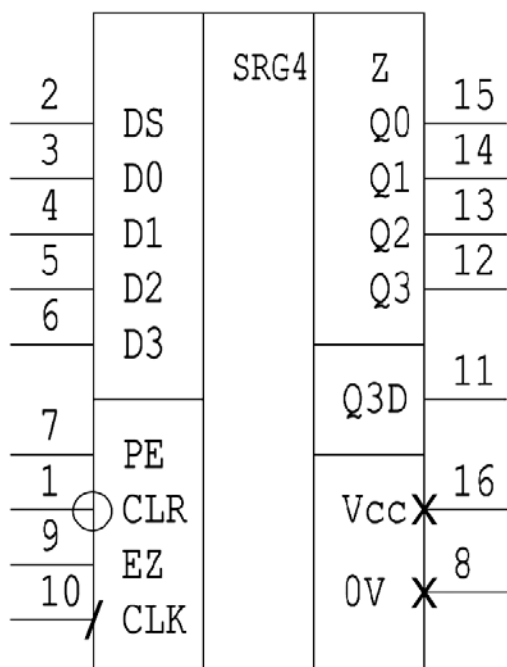 SRG4 Z
2 DS Q0 15
3 D0 Q1 14
4 D1 Q2 13
5 D2 Q3 12
6 D3
Q3D 11
7 PE
1 CLR Vcc 16
9 EZ
0V 8
10 CLK